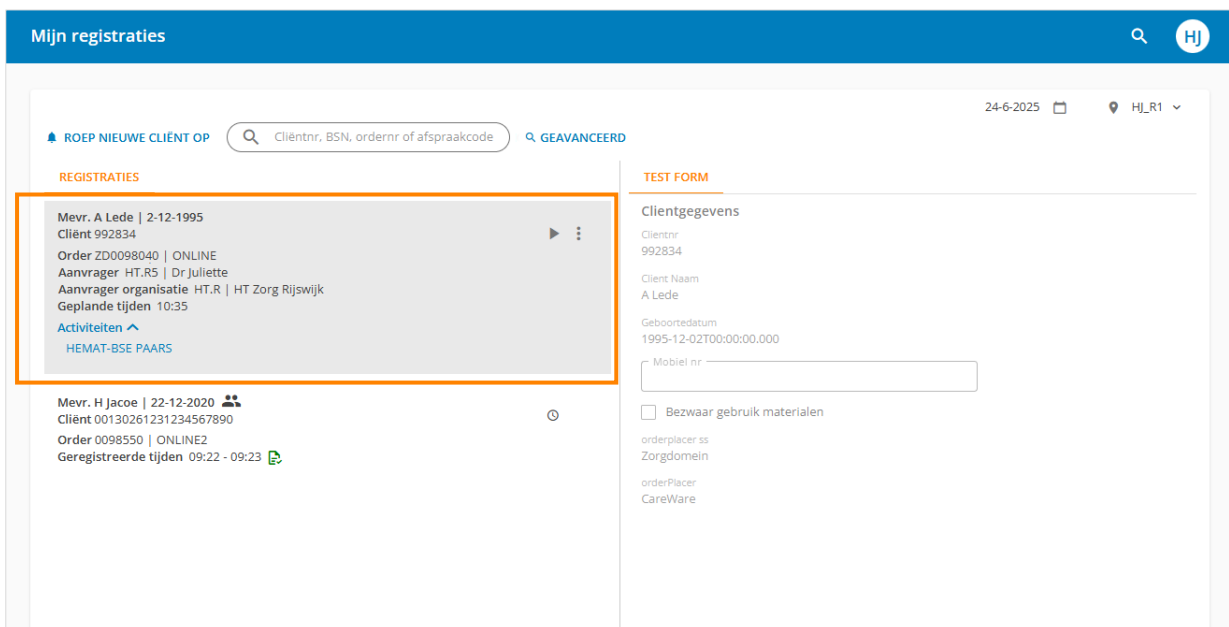 Mijn registraties
HJ
24-6-2025
HJ_R1
ROEP NIEUWE CLIËNT OP
Cliëntnr, BSN, ordernr of afspraakcode
GEAVANCEERD
REGISTRATIES
Mevr. A Lede | 2-12-1995
Cliënt 992834
Order ZD0098040 | ONLINE
Aanvrager HT.R5 | Dr Juliette
Aanvrager organisatie HT.R | HT Zorg Rijswijk
Geplande tijden 10:35
Activiteiten
HEMAT-BSE PAARS
Mevr. H Jacoe | 22-12-2020
Cliënt 00130261231234567890
Order 0098550 | ONLINE2
Geregistreerde tijden 09:22 - 09:23
TEST FORM
Clientgegevens
Clientnr
992834
Client Naam
A Lede
Geboortedatum
1995-12-02T00:00:00.000
Mobiel nr
Bezwaar gebruik materialen
orderplacer ss
Zorgdomein
orderPlacer
CareWare